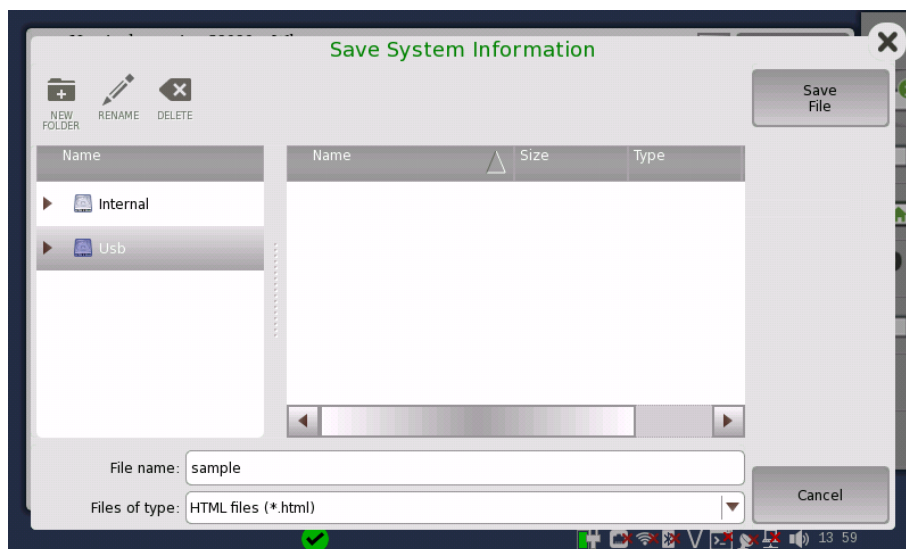 Save System Information
NEW
FOLDER
RENAME
DELETE
Save
File
Name
Name
Size
Type
Internal
Usb
File name:
sample
Files of type:
HTML files (*.html)
Cancel
13 59